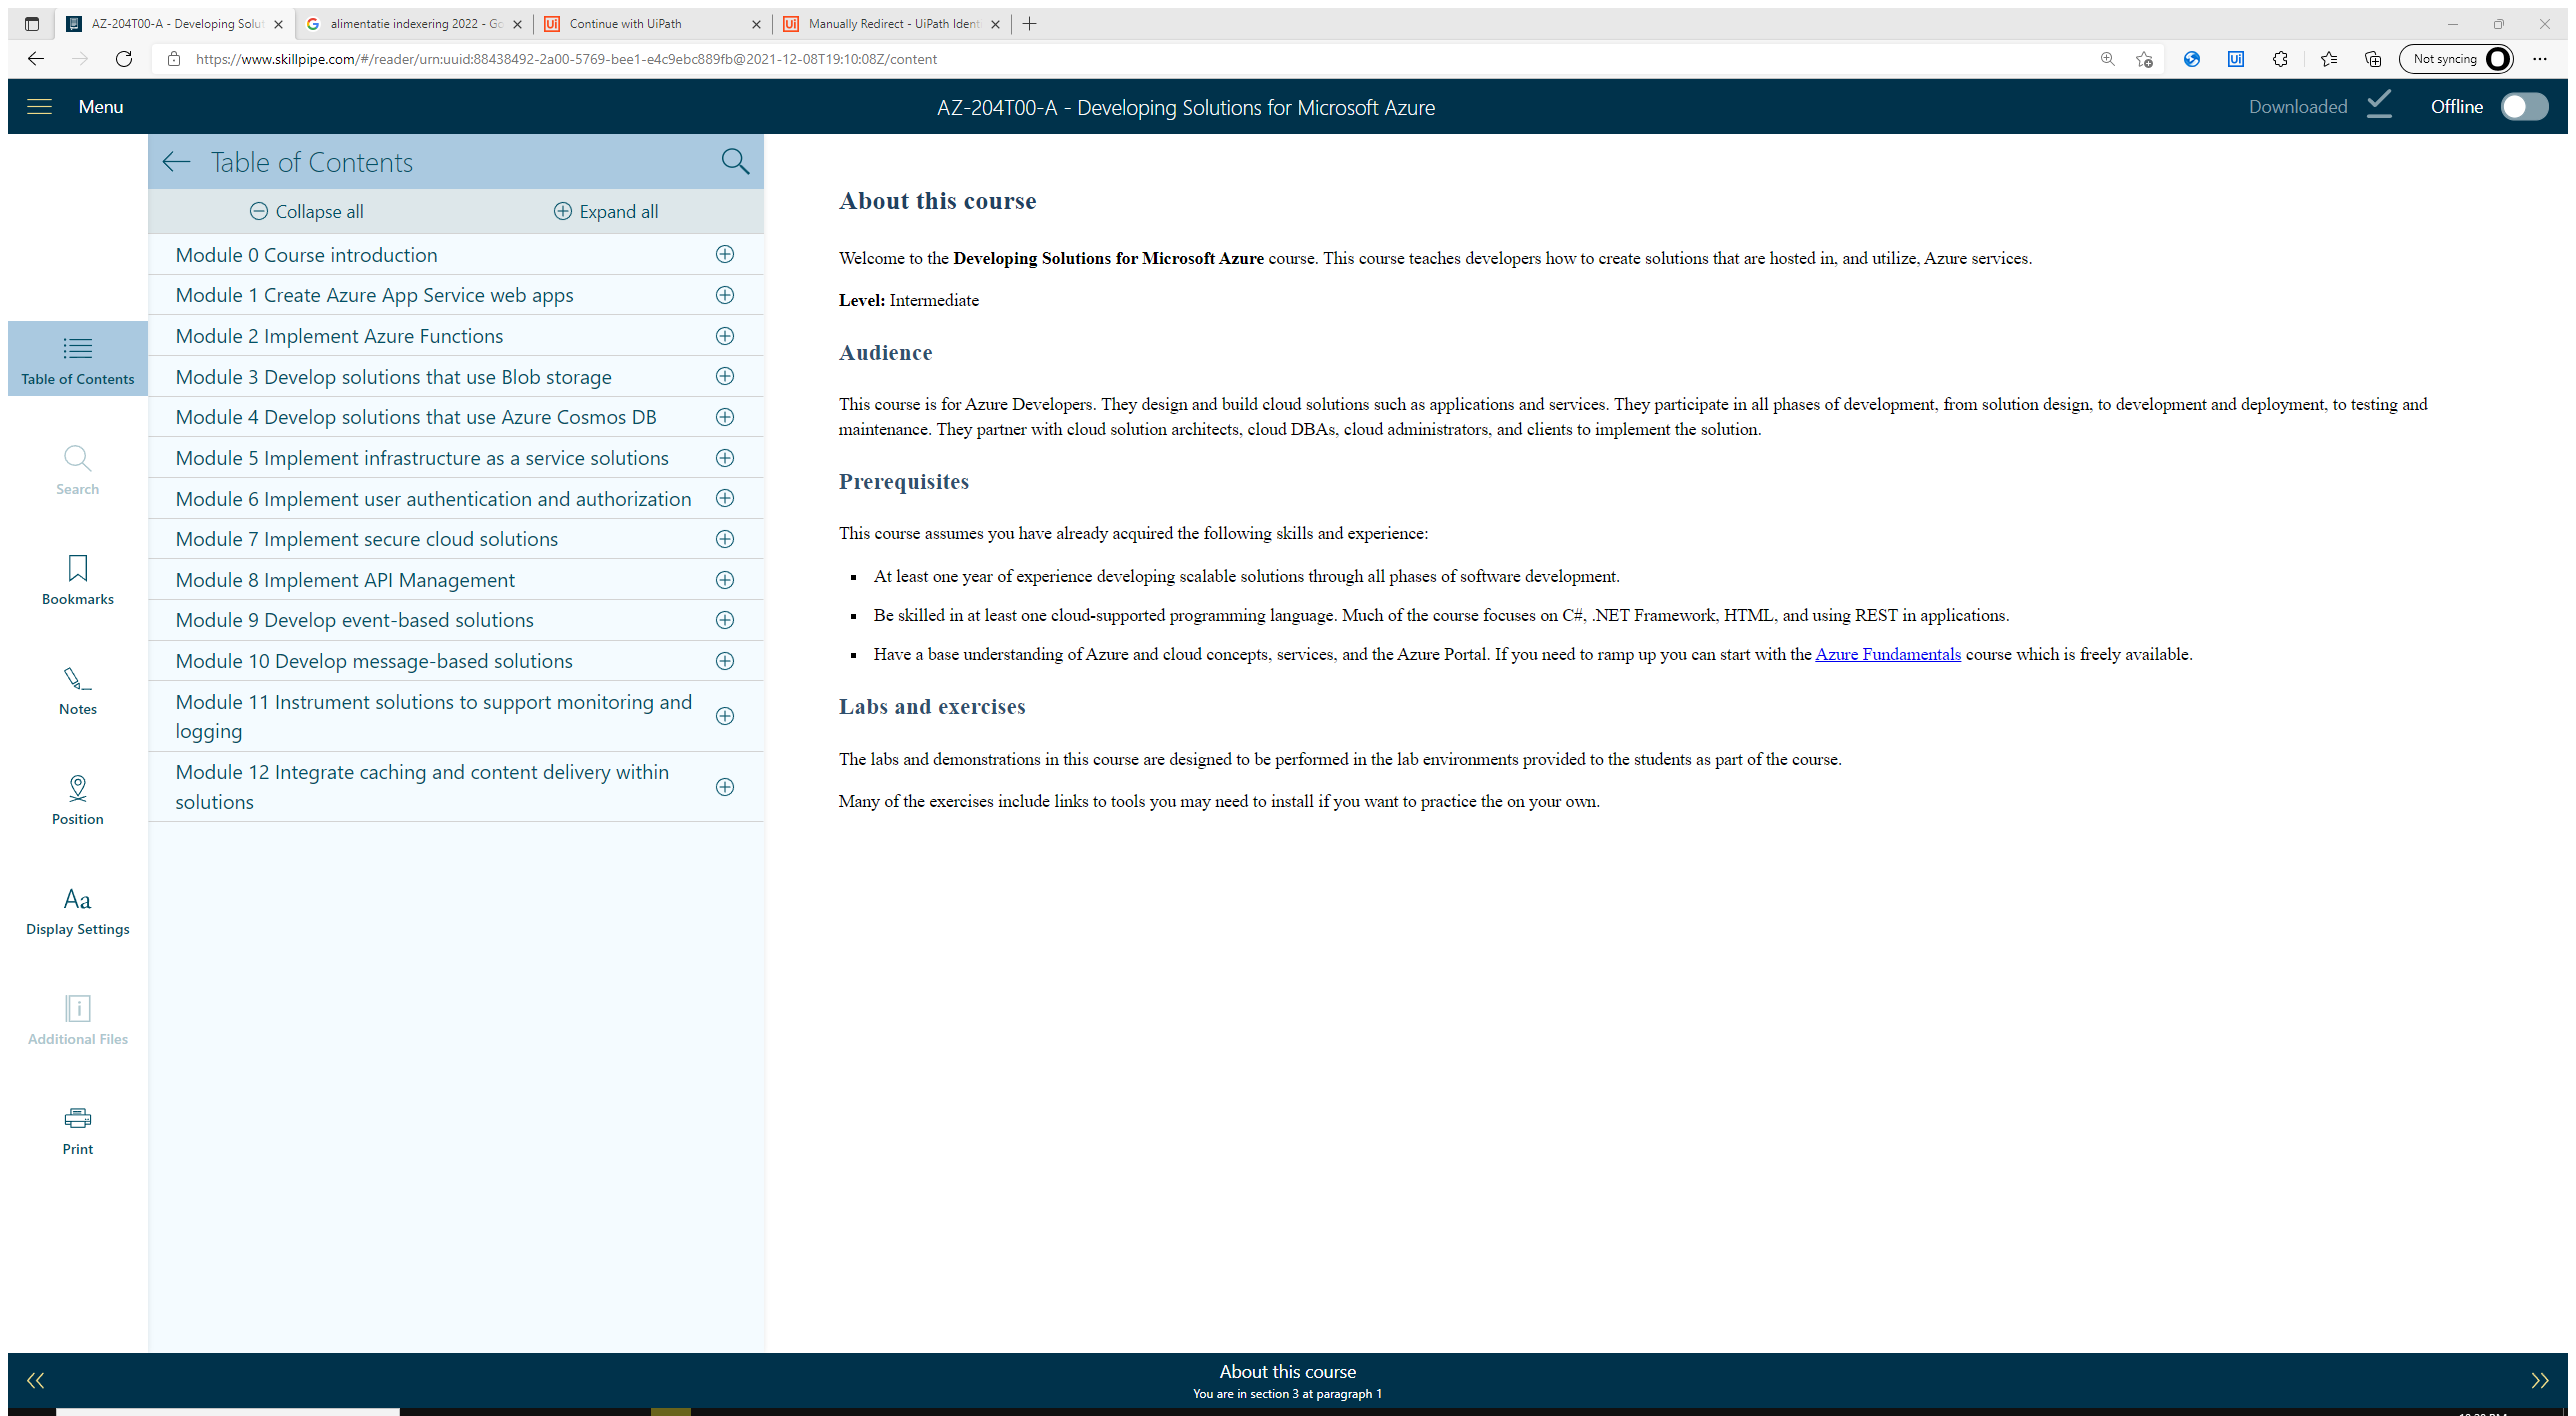 AZ-204T00-A - Developing Solut
alimentatie indexering 2022 - Go
Continue with UiPath
Manually Redirect - UiPath Ident
https://www.skillpipe.com/#/reader/urn:uuid:88438492-2a00-5769-bee1-e4c9ebc889fb@2021-12-08T19:10:08Z/content
Not syncing
Menu
AZ-204T00-A - Developing Solutions for Microsoft Azure
Downloaded
Offline
Table of Contents
Collapse all
Expand all
Module 0 Course introduction
Module 1 Create Azure App Service web apps
Module 2 Implement Azure Functions
Module 3 Develop solutions that use Blob storage
Module 4 Develop solutions that use Azure Cosmos DB
Module 5 Implement infrastructure as a service solutions
Module 6 Implement user authentication and authorization
Module 7 Implement secure cloud solutions
Module 8 Implement API Management
Module 9 Develop event-based solutions
Module 10 Develop message-based solutions
Module 11 Instrument solutions to support monitoring and
logging
Module 12 Integrate caching and content delivery within
solutions
Table of Contents
Search
Bookmarks
Notes
Position
Aa
Display Settings
Additional Files
Print
About this course
Welcome to the Developing Solutions for Microsoft Azure course. This course teaches developers how to create solutions that are hosted in, and utilize, Azure services.
Level: Intermediate
Audience
This course is for Azure Developers. They design and build cloud solutions such as applications and services. They participate in all phases of development, from solution design, to development and deployment, to testing and
maintenance. They partner with cloud solution architects, cloud DBAs, cloud administrators, and clients to implement the solution.
Prerequisites
This course assumes you have already acquired the following skills and experience:
▪ At least one year of experience developing scalable solutions through all phases of software development.
▪ Be skilled in at least one cloud-supported programming language. Much of the course focuses on C#, .NET Framework, HTML, and using REST in applications.
▪ Have a base understanding of Azure and cloud concepts, services, and the Azure Portal. If you need to ramp up you can start with the Azure Fundamentals course which is freely available.
Labs and exercises
The labs and demonstrations in this course are designed to be performed in the lab environments provided to the students as part of the course.
Many of the exercises include links to tools you may need to install if you want to practice the on your own.
About this course
You are in section 3 at paragraph 1